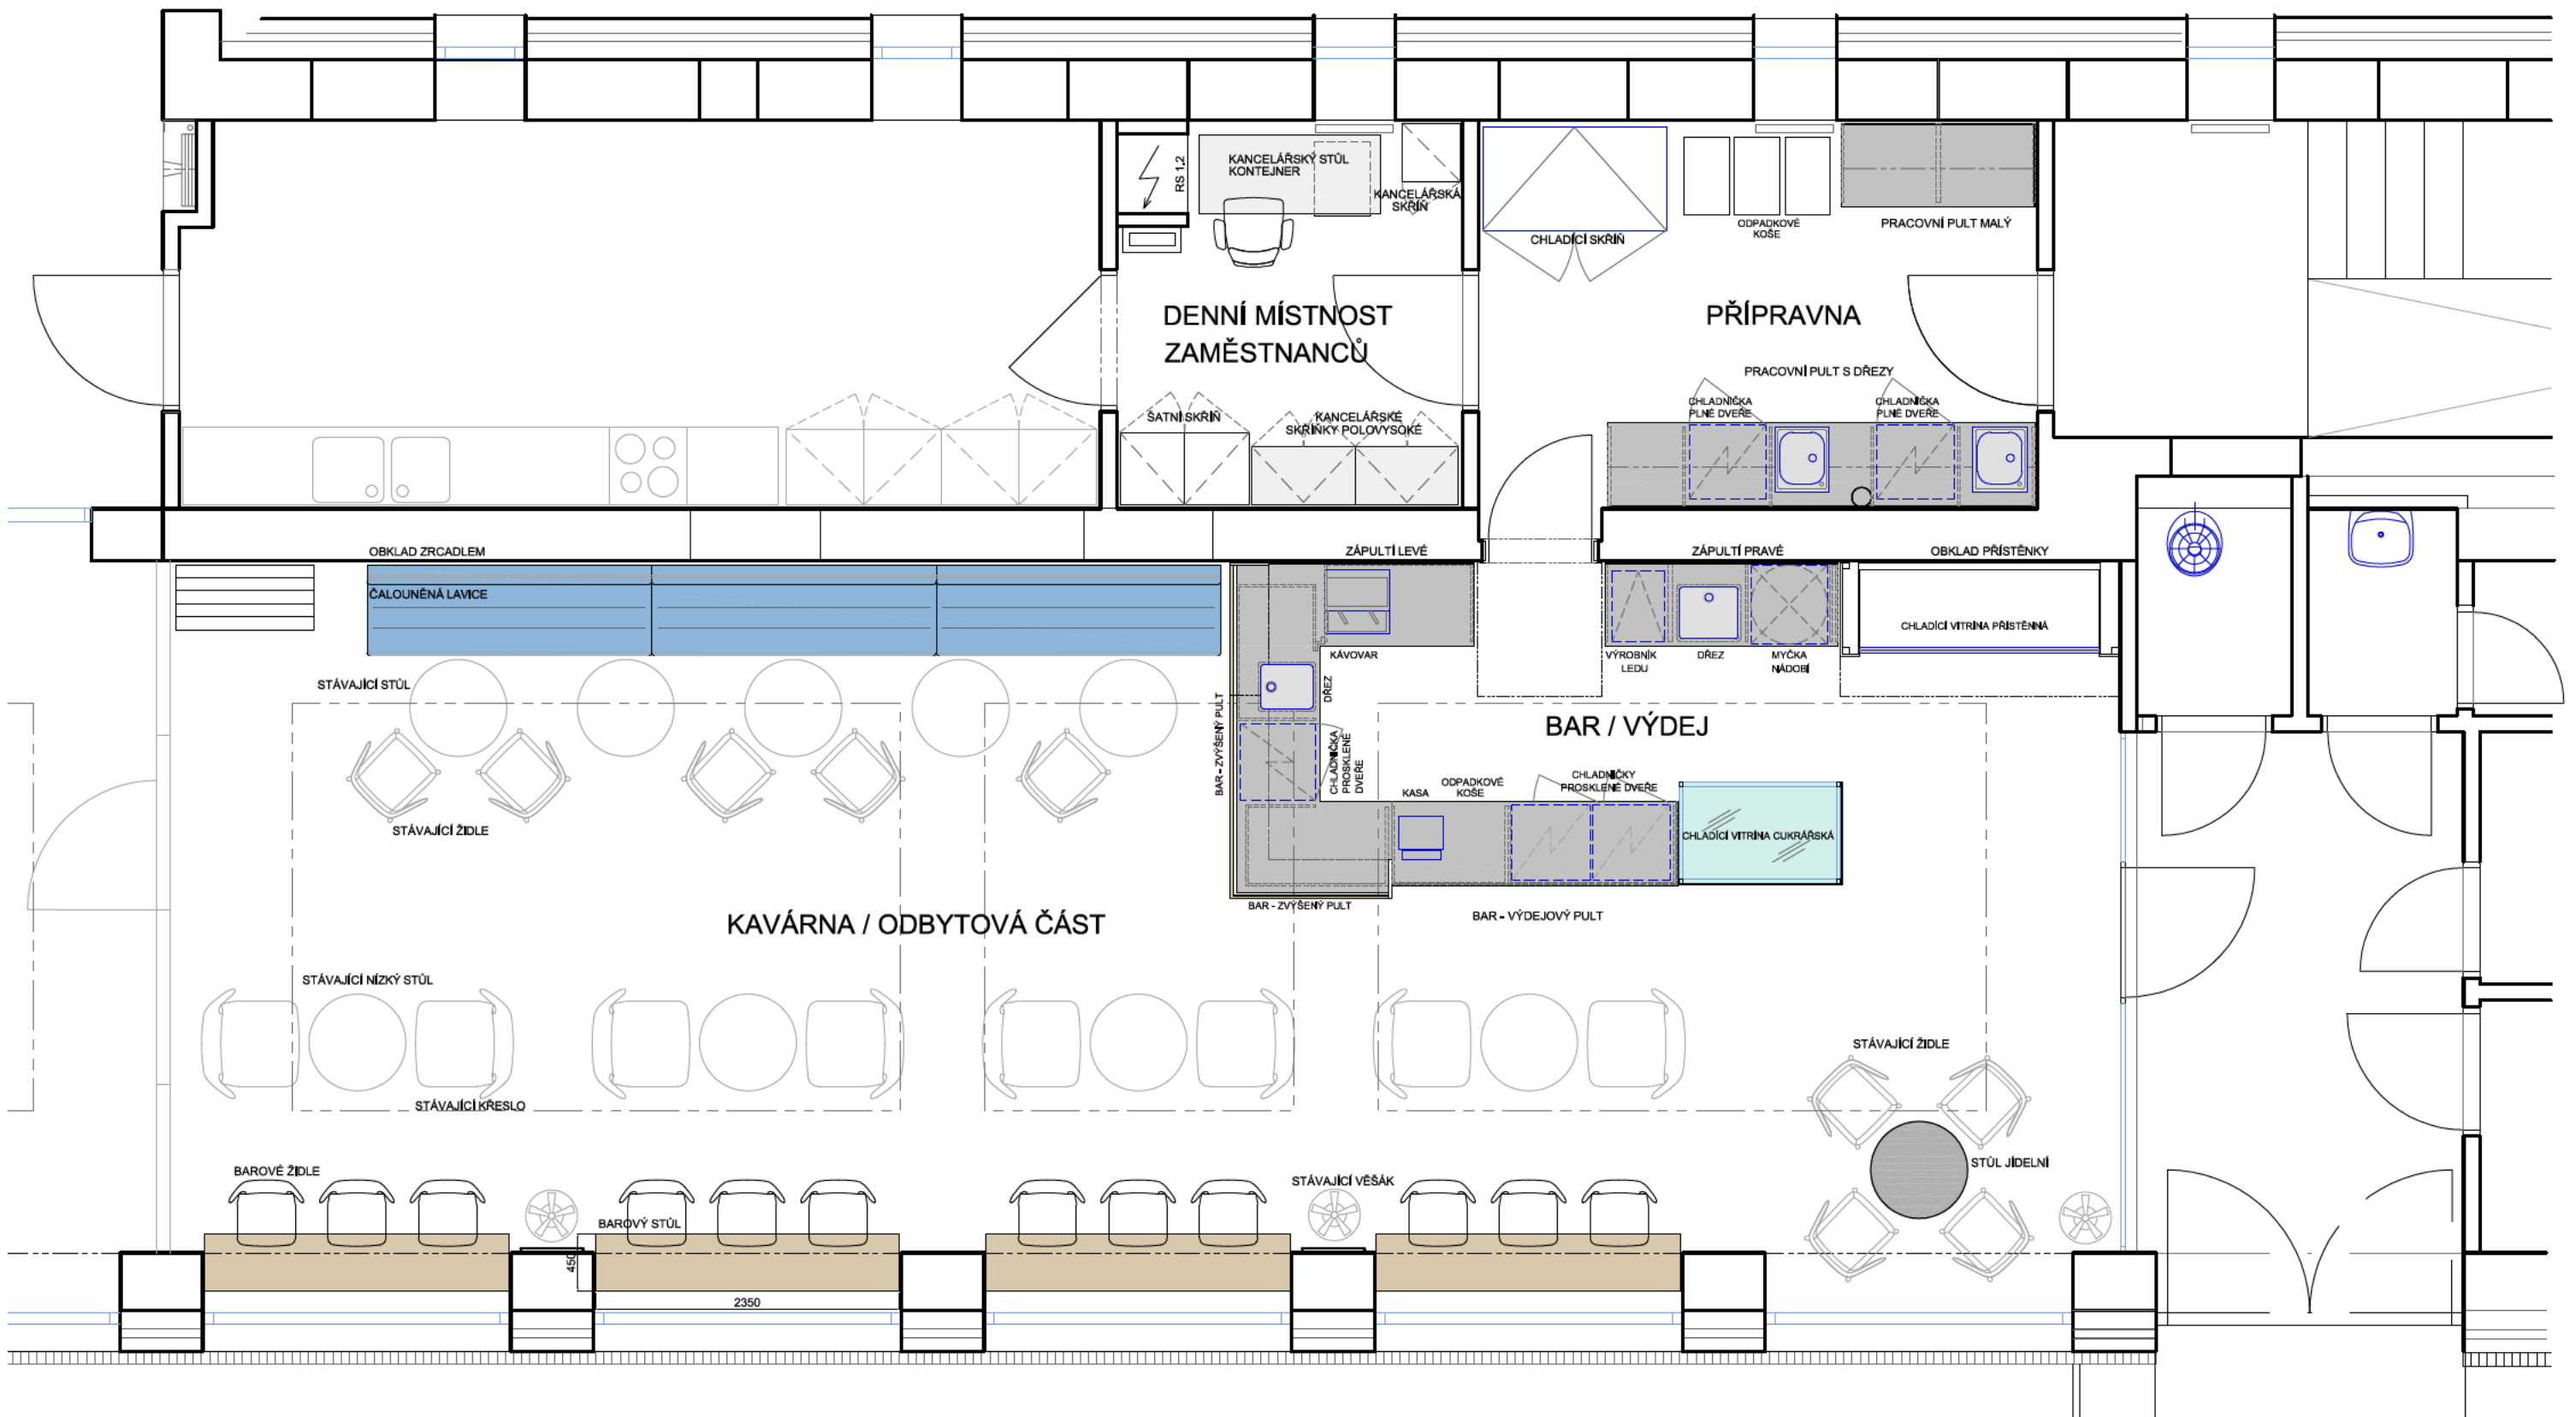 RS 1,2
KANCELÁŘSKÝ STŮL
KONTEJNER
KANCELÁŘSKÁ
SKŘÍŇ
CHLADÍCÍ SKŘÍŇ
ODPADKOVÉ
KOŠE
PRACOVNÍ PULT MALÝ
DENNÍ MÍSTNOST
ZAMĚSTNANCŮ
PŘÍPRAVNA
PRACOVNÍ PULT S DŘEZY
CHLADNIČKA
PLNÉ DVEŘE
CHLADNIČKA
PLNÉ DVEŘE
ŠATNÍ SKŘÍŇ
KANCELÁŘSKÉ
SKŘÍŇKY POLOVYSOKÉ
OBKLAD ZRCADLEM
ZÁPULTÍ LEVÉ
ZÁPULTÍ PRAVÉ
OBKLAD PŘÍSTĚNKY
ČALOUNĚNÁ LAVICE
CHLADÍCÍ VITRÍNA PŘÍSTĚNNÁ
KÁVOVAR
VÝROBNÍK
LEDU
DŘEZ
MYČKA
NÁDOBÍ
STÁVAJÍCÍ STŮL
DŘEZ
BAR - ZVÝŠENÝ PULT
BAR / VÝDEJ
CHLADNIČKA
PROSKLENÉ
DVEŘE
KASA
ODPADKOVÉ
KOŠE
CHLADNIČKY
PROSKLENÉ DVEŘE
STÁVAJÍCÍ ŽIDLE
CHLADÍCÍ VITRÍNA CUKRÁŘSKÁ
BAR - ZVÝŠENÝ PULT
BAR - VÝDEJOVÝ PULT
KAVÁRNA / ODBYTOVÁ ČÁST
STÁVAJÍCÍ NÍZKÝ STŮL
STÁVAJÍCÍ ŽIDLE
STÁVAJÍCÍ KŘESLO
STŮL JÍDELNÍ
BAROVÉ ŽIDLE
STÁVAJÍCÍ VĚŠÁK
BAROVÝ STŮL
450
2350